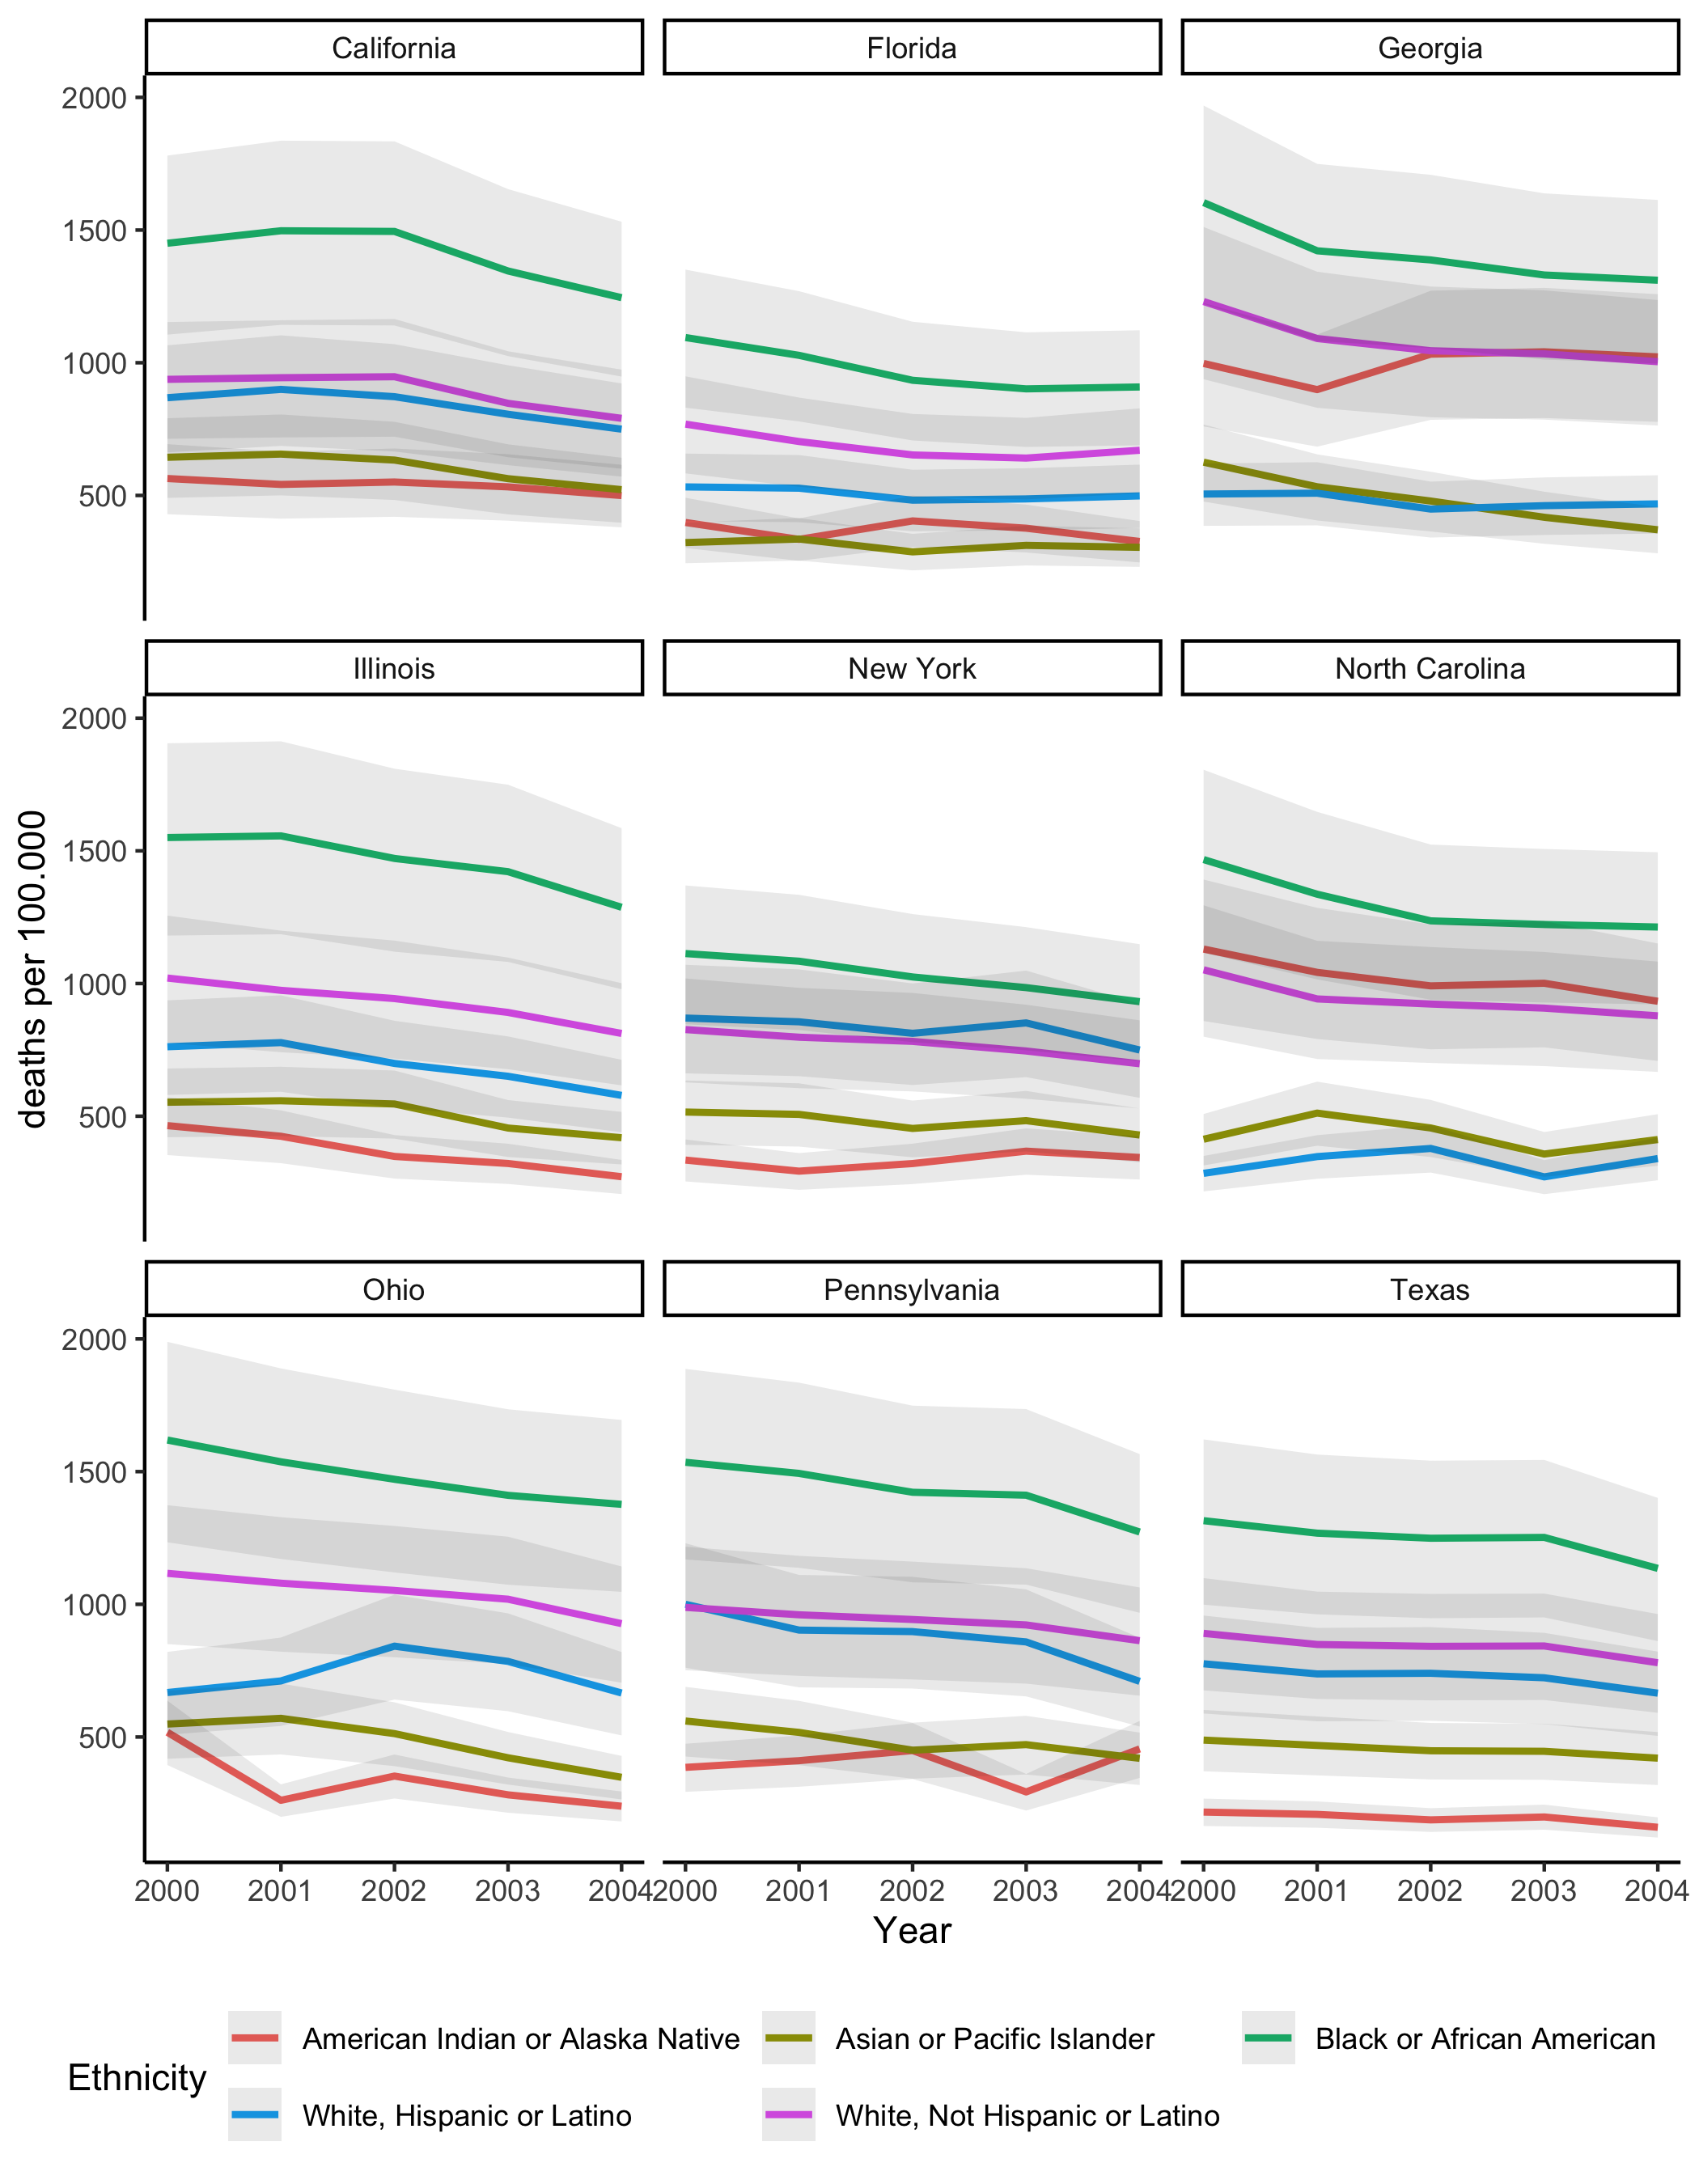 California Florida Georgia
2000
1500
1000
500
Illinois New York North Carolina
2000
1500
1000
500
deaths per 100.000
Ohio Pennsylvania Texas
2000
1500
1000
500
2000 2001 2002 2003 2004 2000 2001 2002 2003 2004 2000 2001 2002 2003 2004
Year
Ethnicity
American Indian or Alaska Native Asian or Pacific Islander Black or African American
White, Hispanic or Latino White, Not Hispanic or Latino